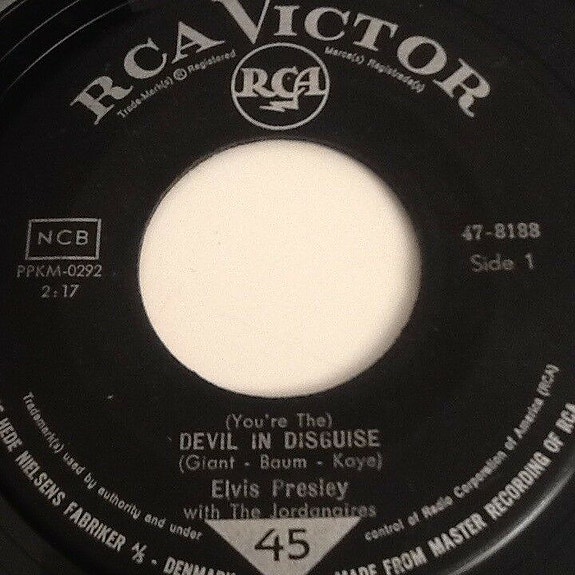 RCA VICTOR
Trade-Mark(s) ® Registered
Marca(s) Registrada(s)
RCA
NCB
PPKM-0292
2:17
47-8188
Side 1
(You're The)
DEVIL IN DISGUISE
(Giant - Baum - Kaye)
Elvis Presley
with The Jordanaires
45
Trademark(s) used by authority and under
control of Radio Corporation of America (RCA)
HEDE NIELSENS FABRIKER A/S - DENMARK
MADE FROM MASTER RECORDING OF RCA